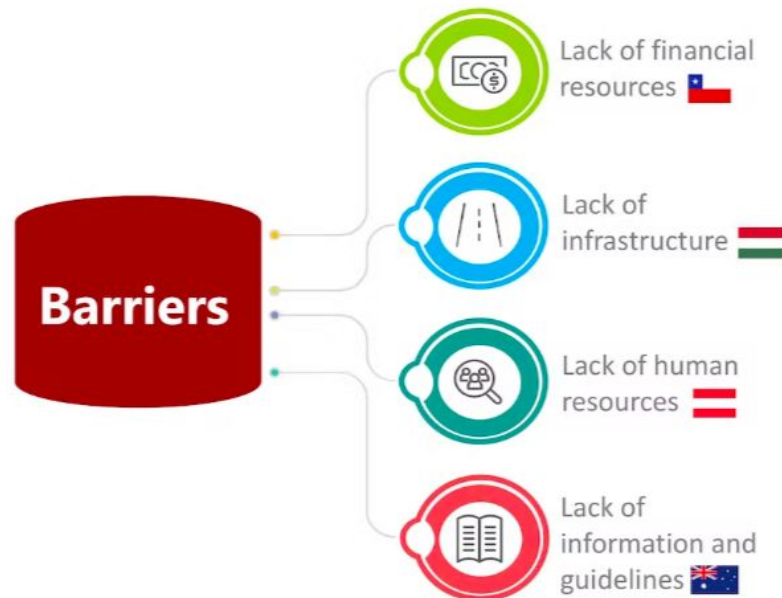 Lack of financial
resources
Lack of
infrastructure
Barriers
Lack of human
resources
Lack of
information and
guidelines